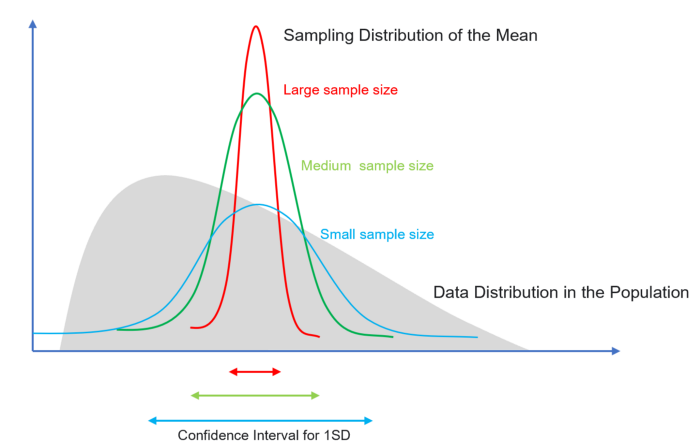 Sampling Distribution of the Mean
Large sample size
Medium sample size
Small sample size
Data Distribution in the Population
Confidence Interval for 1SD